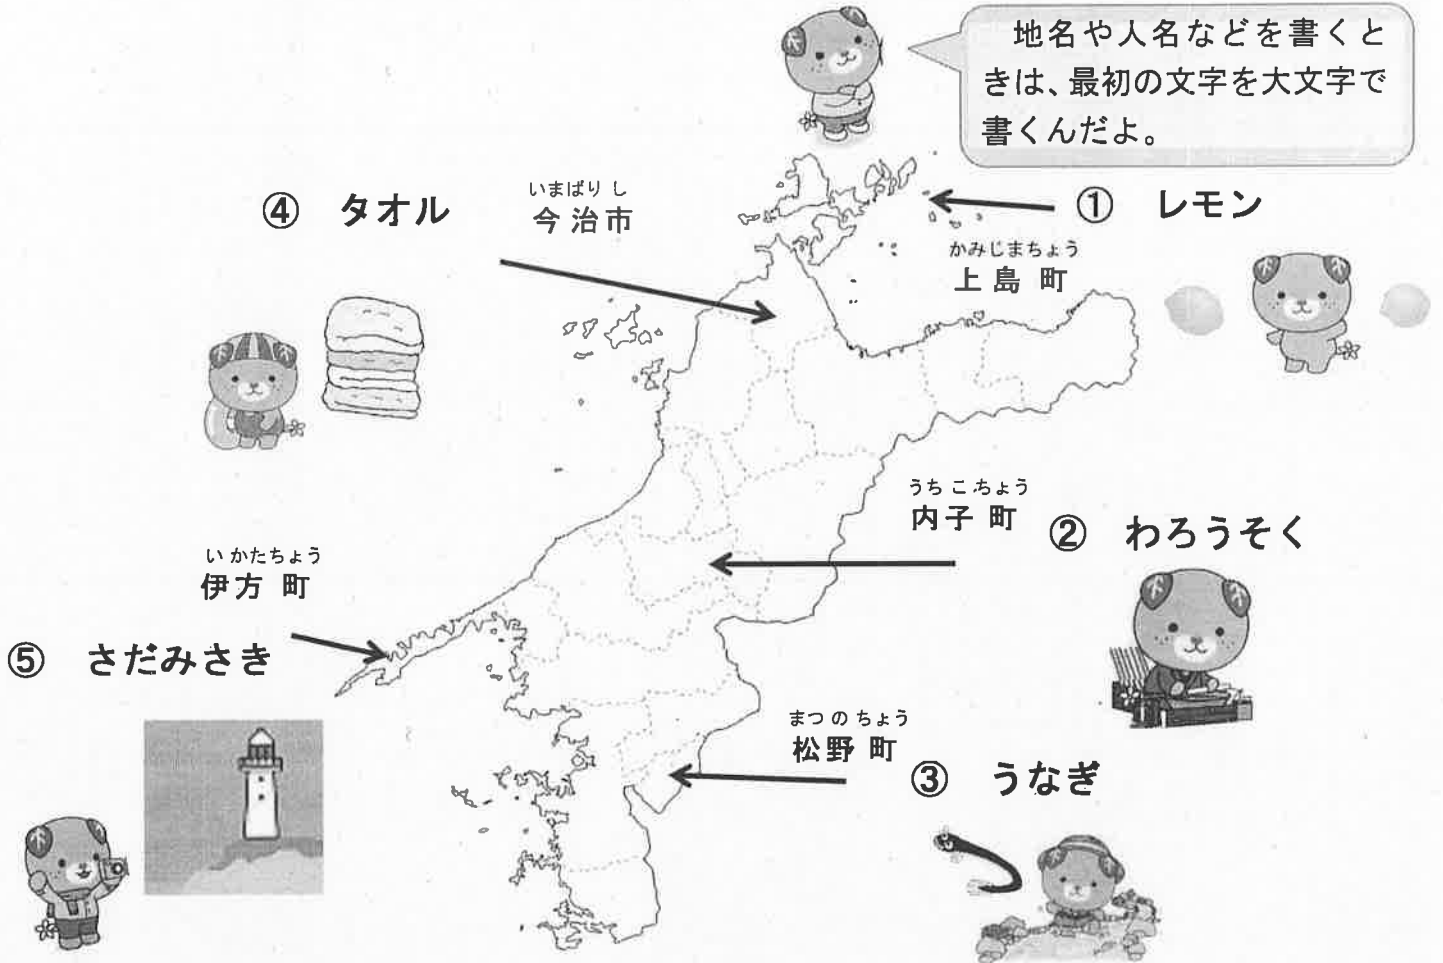 地名や人名などを書くと
きは、最初の文字を大文字で
書くんだよ。
④ タオル
いまばりし
今治市
① レモン
かみじまちょう
上島町
うちこちょう
内子町
② わろうそく
いかたちょう
伊方町
⑤ さだみさき
まつのちょう
松野町
③ うなぎ